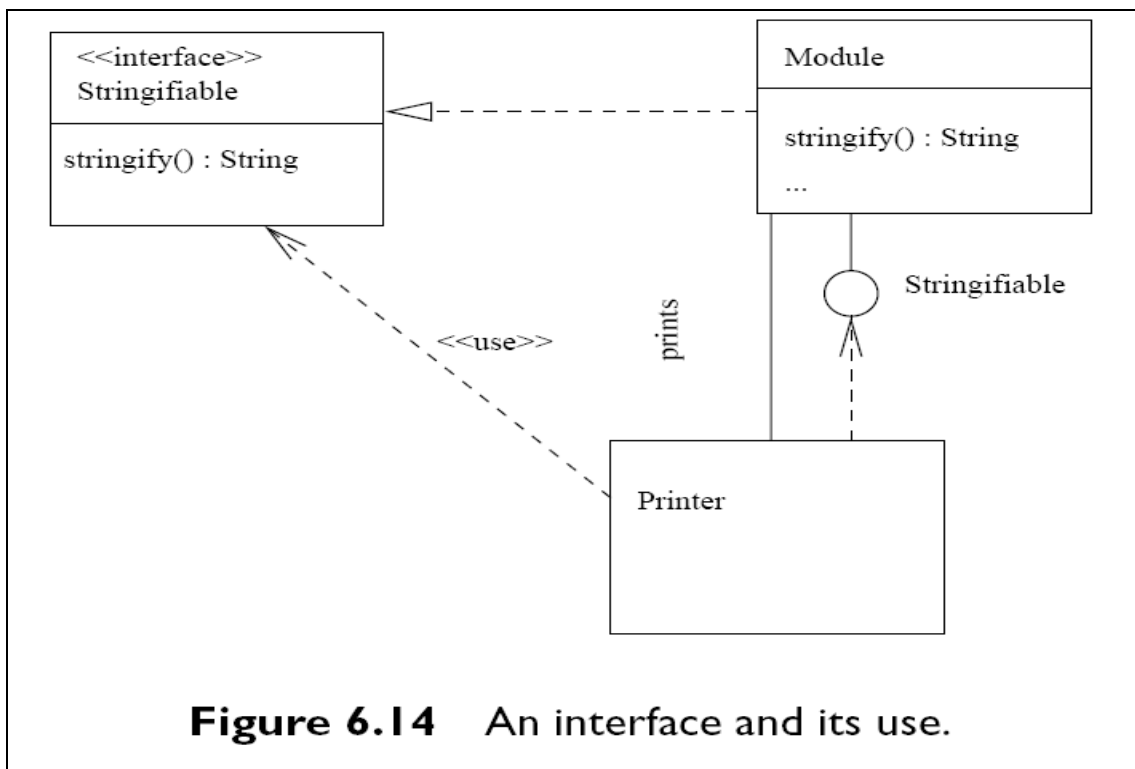 <<interface>>
Stringifiable
stringify() : String
Module
stringify() : String
...
Stringifiable
<<use>>
prints
Printer
Figure 6.14 An interface and its use.